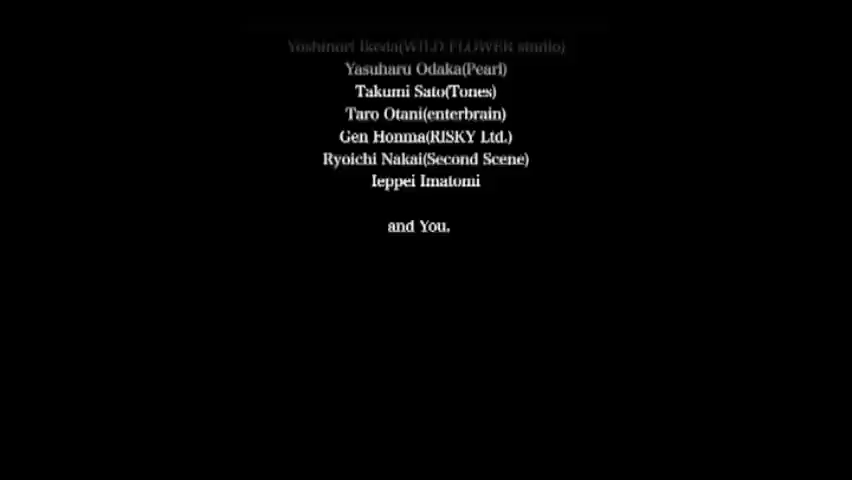 Yoshinori Ikeda(WILD FLOWER studio)
Yasuharu Odaka(Pearl)
Takumi Sato(Tones)
Taro Otani(enterbrain)
Gen Honma(RISKY Ltd.)
Ryoichi Nakai(Second Scene)
Ieppei Imatomi
and You.